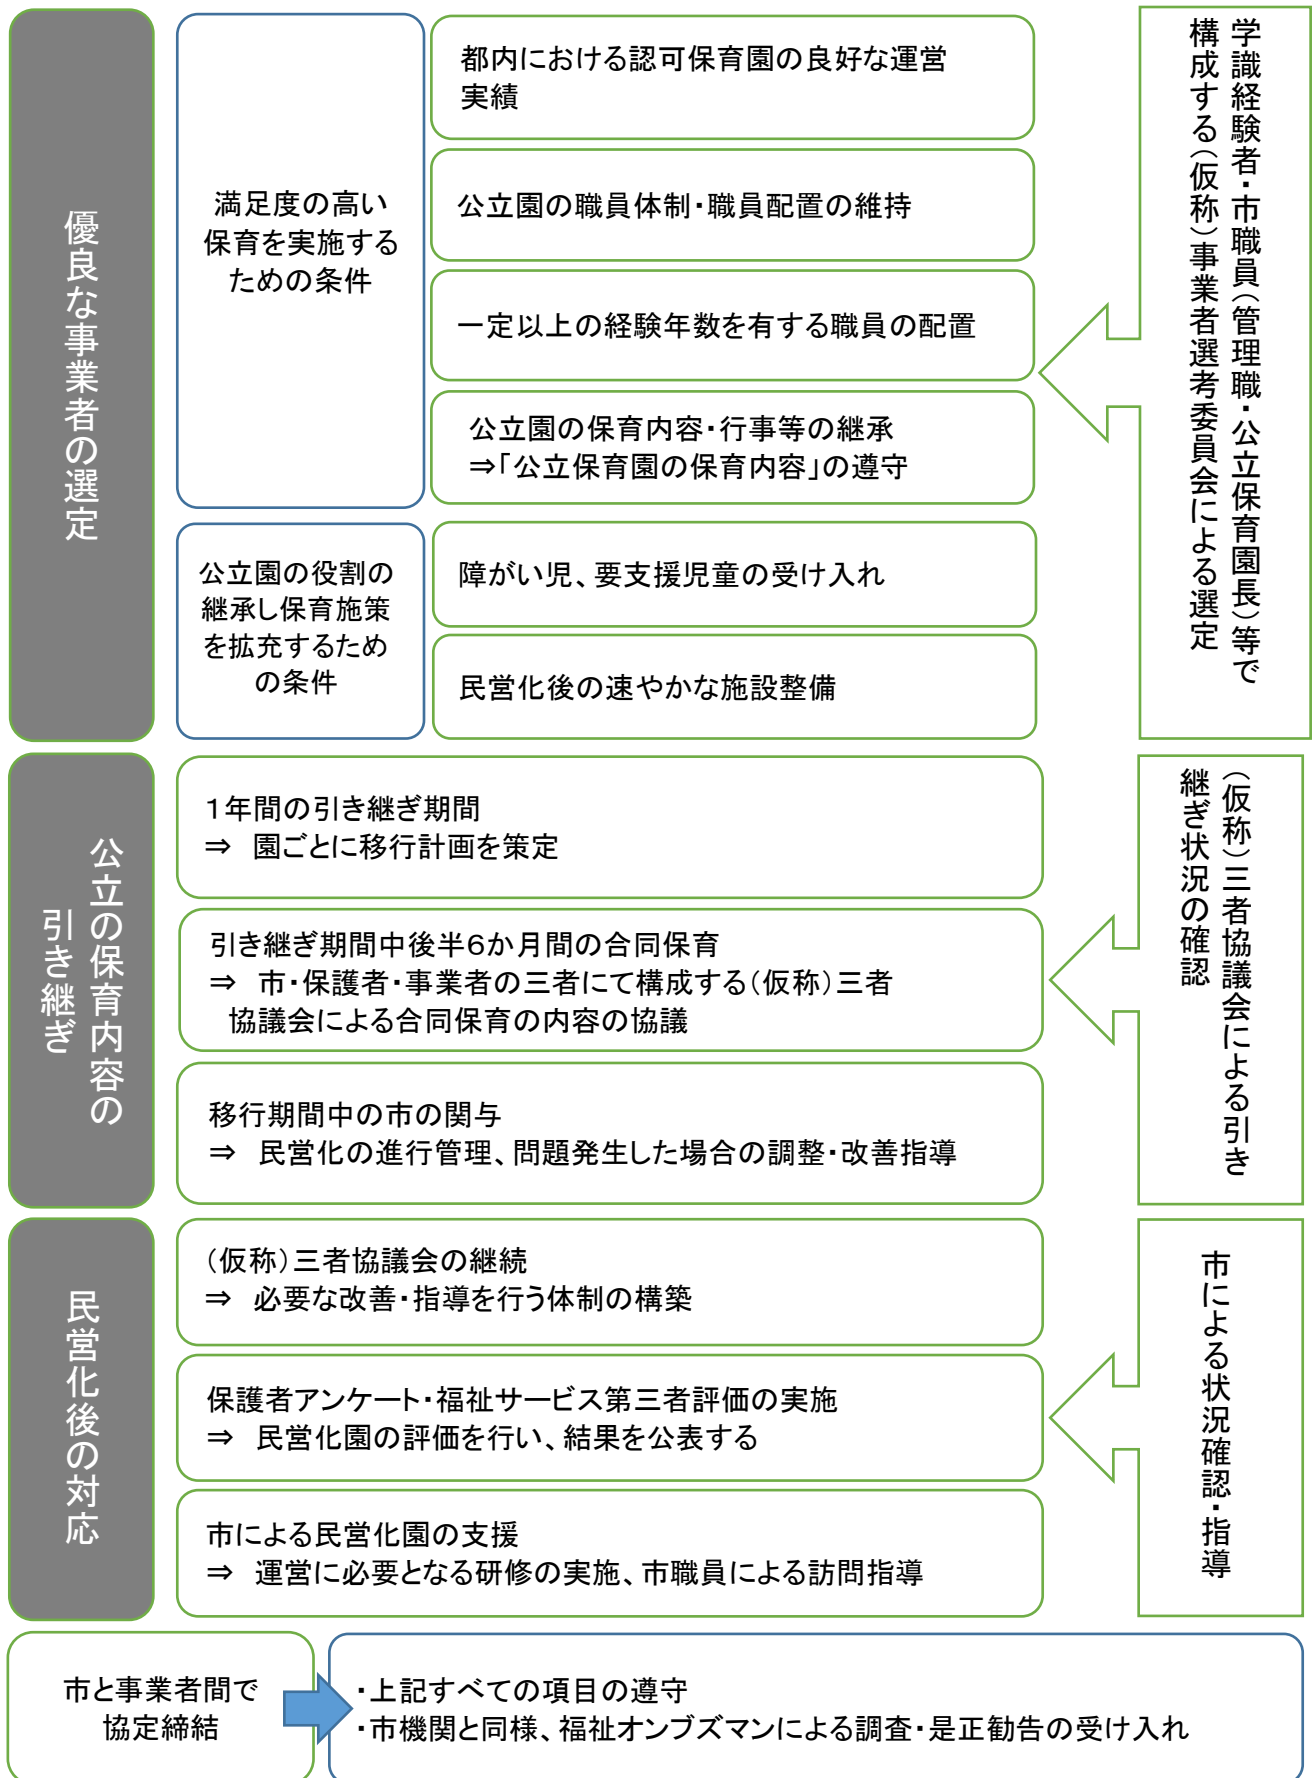 優良な事業者の選定
満足度の高い
保育を実施する
ための条件
都内における認可保育園の良好な運営
実績
公立園の職員体制・職員配置の維持
一定以上の経験年数を有する職員の配置
公立園の保育内容・行事等の継承
⇒「公立保育園の保育内容」の遵守
公立園の役割の
継承し保育施策
を拡充するため
の条件
障がい児、要支援児童の受け入れ
民営化後の速やかな施設整備
学識経験者・市職員（管理職・公立保育園長）等で
構成する（仮称）事業者選考委員会による選定
公立の保育内容の
引き継ぎ
１年間の引き継ぎ期間
⇒　園ごとに移行計画を策定
引き継ぎ期間中後半６か月間の合同保育
⇒　市・保護者・事業者の三者にて構成する（仮称）三者
協議会による合同保育の内容の協議
移行期間中の市の関与
⇒　民営化の進行管理、問題発生した場合の調整・改善指導
（仮称）三者協議会による引き
継ぎ状況の確認
民営化後の対応
（仮称）三者協議会の継続
⇒　必要な改善・指導を行う体制の構築
保護者アンケート・福祉サービス第三者評価の実施
⇒　民営化園の評価を行い、結果を公表する
市による民営化園の支援
⇒　運営に必要となる研修の実施、市職員による訪問指導
市による状況確認・指導
市と事業者間で
協定締結
・上記すべての項目の遵守
・市機関と同様、福祉オンブズマンによる調査・是正勧告の受け入れ